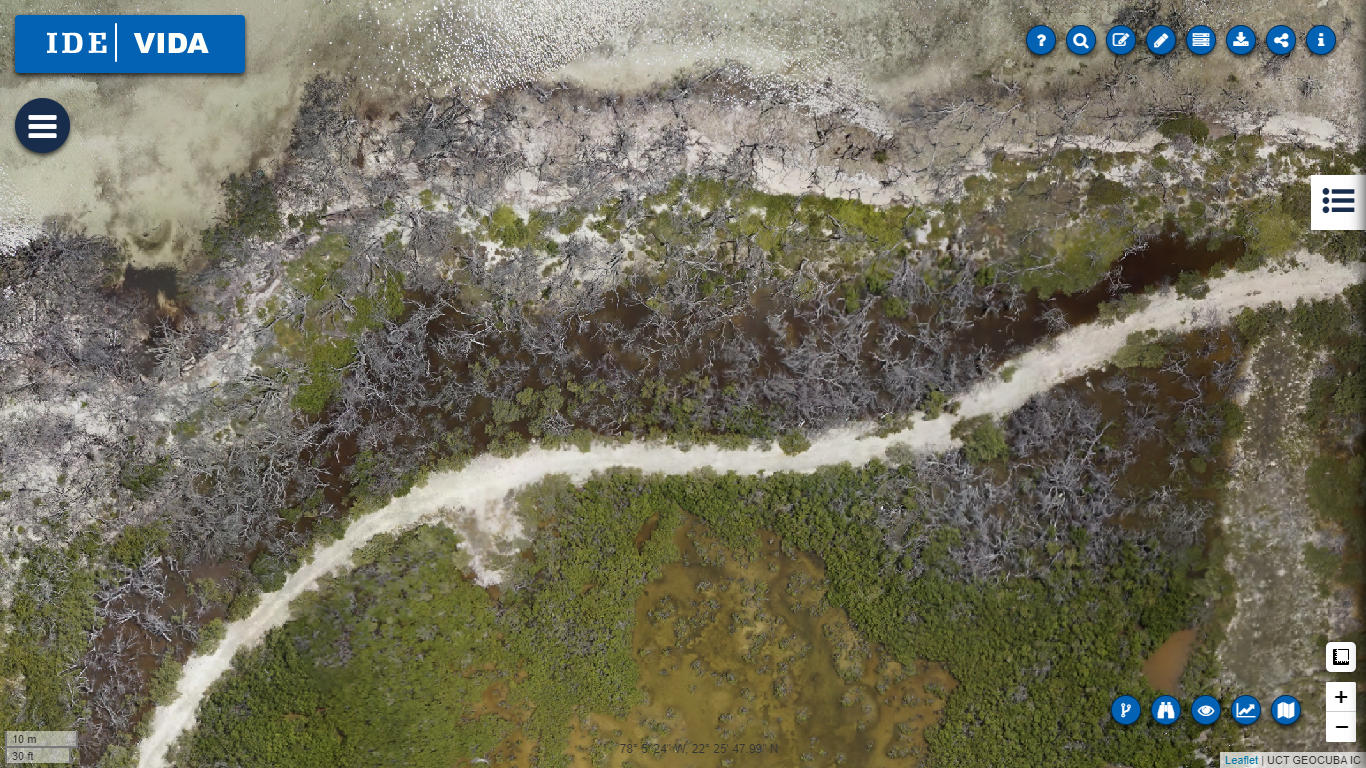 IDE VIDA
10 m
30 ft
78° 5' 24" W, 22° 25' 47.99" N
+
−
Leaflet | UCT GEOCUBA IC